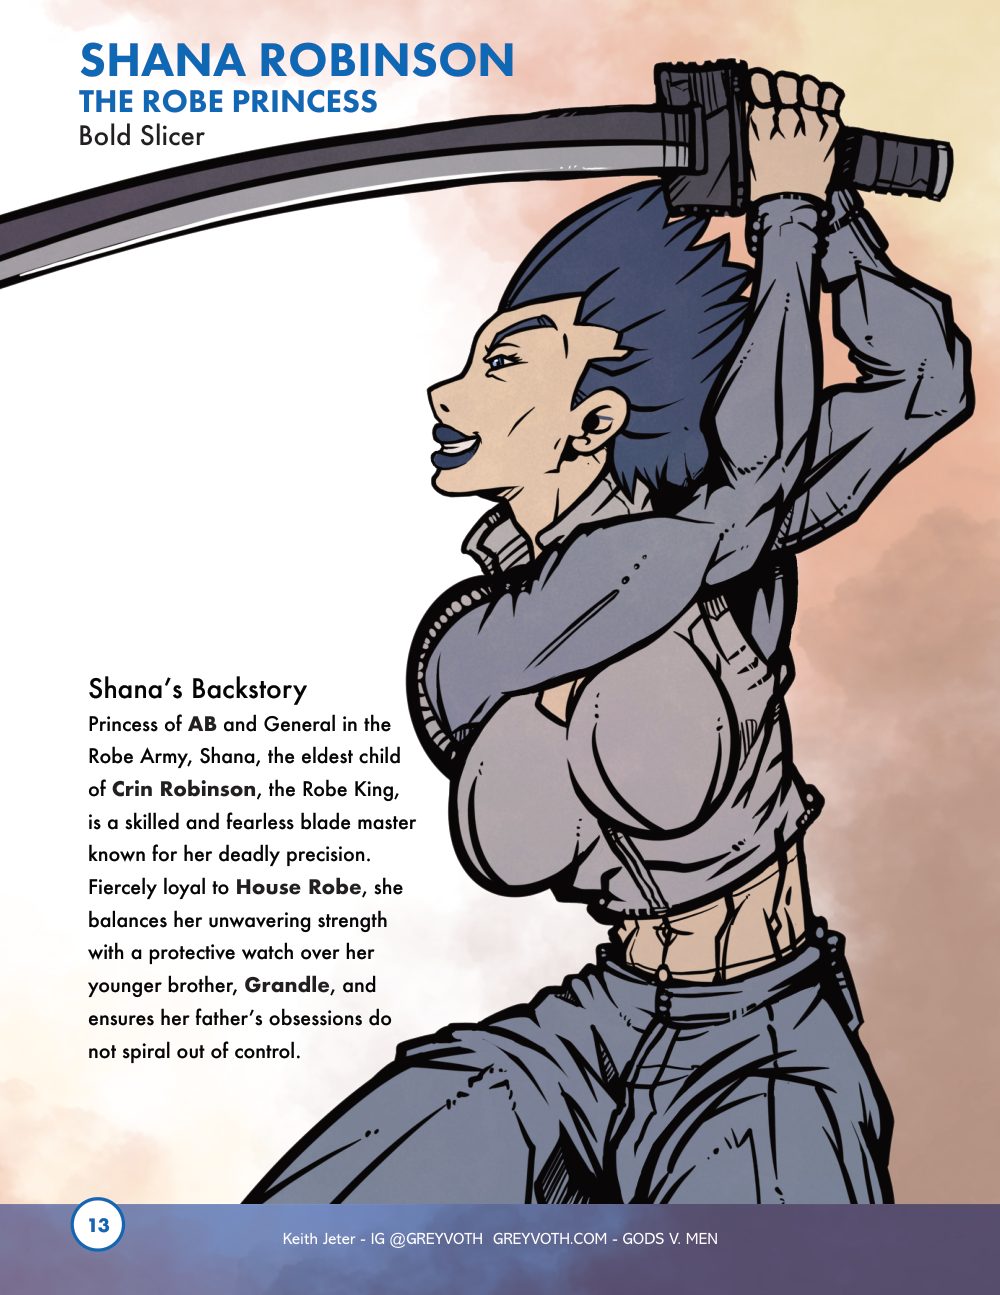 SHANA ROBINSON
THE ROBE PRINCESS
Bold Slicer
Shana’s Backstory
Princess of AB and General in the
Robe Army, Shana, the eldest child
of Crin Robinson, the Robe King,
is a skilled and fearless blade master
known for her deadly precision.
Fiercely loyal to House Robe, she
balances her unwavering strength
with a protective watch over her
younger brother, Grandle, and
ensures her father’s obsessions do
not spiral out of control.
13
Keith Jeter - IG @GREYVOTH GREYVOTH.COM - GODS V. MEN